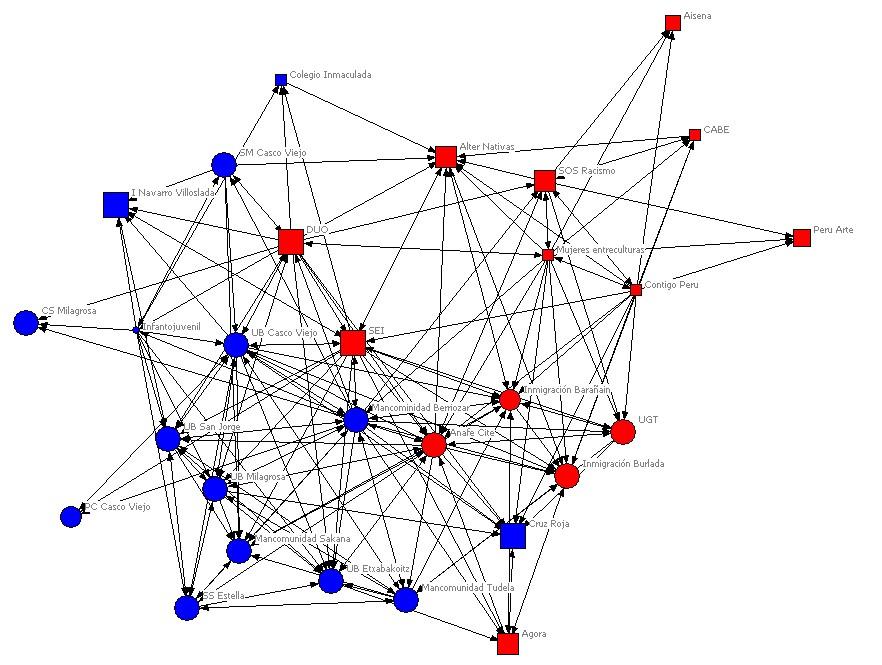 Aisena
Colegio Inmaculada
CABE
Alter Nativas
SM Casco Viejo
SOS Racismo
I Navarro Villoslada
DUO
Peru Arte
Mujeres entreculturas
Contigo Peru
CS Milagrosa
Infantojuvenil
UB Casco Viejo
SEI
Inmigración Barañain
Mancominidad Berriozar
UGT
UB San Jorge
Anafe Cite
Inmigración Burlada
UB Milagrosa
PC Casco Viejo
Cruz Roja
Mancomunidad Sakana
UB Etxabakoitz
Mancomunidad Tudela
SS Estella
Agora